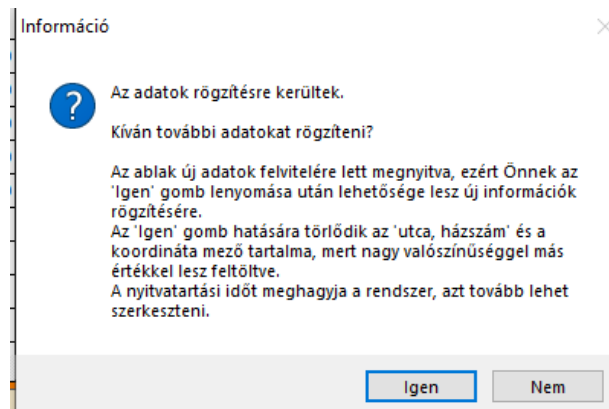 Információ
Az adatok rögzítésre kerültek.
Kíván további adatokat rögzíteni?
Az ablak új adatok felvitelére lett megnyitva, ezért Önnek az
'Igen' gomb lenyomása után lehetősége lesz új információk
rögzítésére.
Az 'Igen' gomb hatására törlődik az 'utca, házszám' és a
koordináta mező tartalma, mert nagy valószínűséggel más
értékkel lesz feltöltve.
A nyitvatartási időt meghagyja a rendszer, azt tovább lehet
szerkeszteni.
Igen
Nem